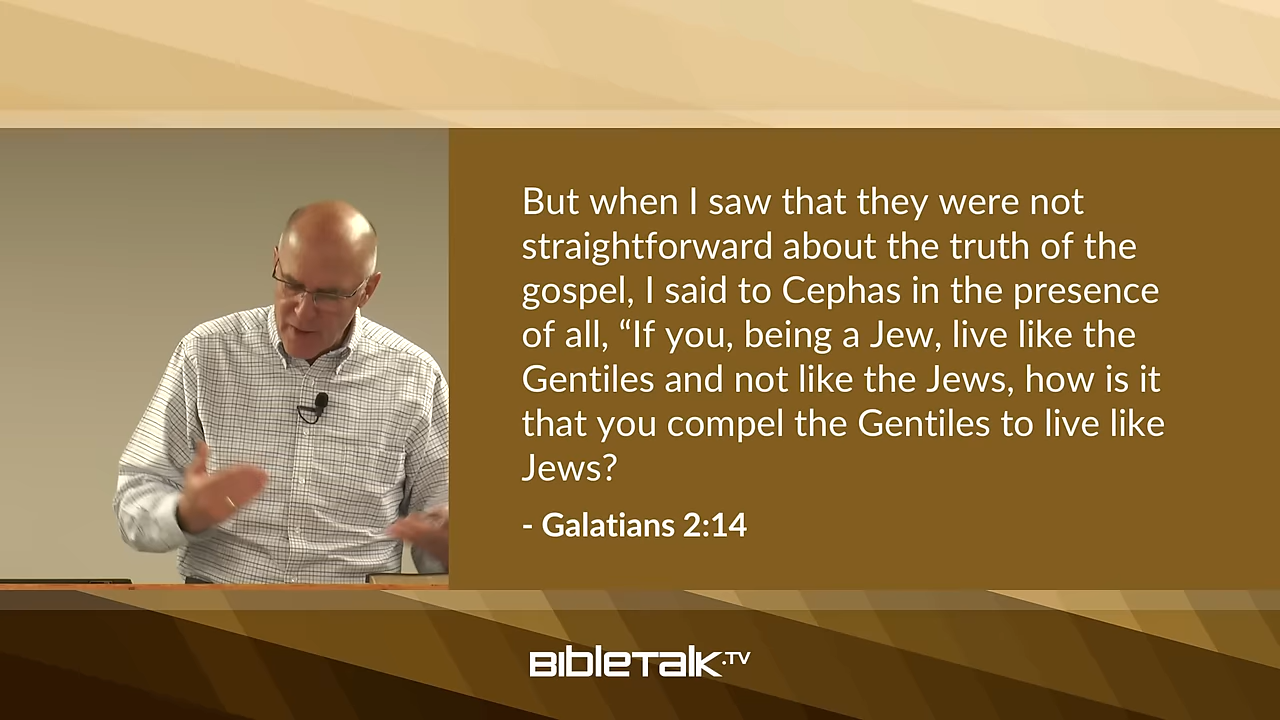 But when I saw that they were not
straightforward about the truth of the
gospel, I said to Cephas in the presence
of all, “If you, being a Jew, live like the
Gentiles and not like the Jews, how is it
that you compel the Gentiles to live like
Jews?
- Galatians 2:14
BibleTalk.TV